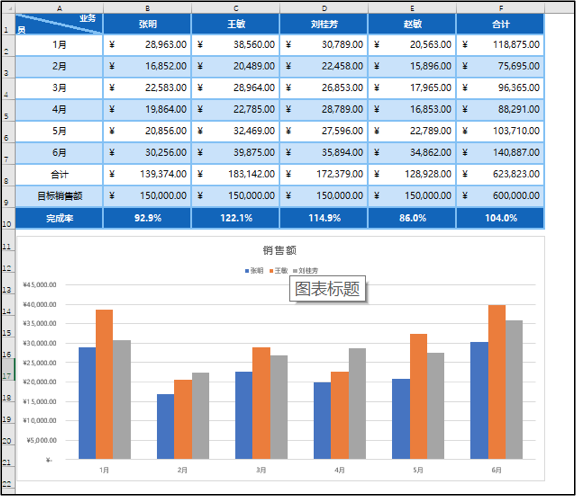 A B C D E F
1 业务员 张明 王敏 刘桂芳 赵敏 合计
2 1月 ¥ 28,963.00 ¥ 38,560.00 ¥ 30,789.00 ¥ 20,563.00 ¥ 118,875.00
3 2月 ¥ 16,852.00 ¥ 20,489.00 ¥ 22,458.00 ¥ 15,896.00 ¥ 75,695.00
4 3月 ¥ 22,583.00 ¥ 28,964.00 ¥ 26,853.00 ¥ 17,965.00 ¥ 96,365.00
5 4月 ¥ 19,864.00 ¥ 22,785.00 ¥ 28,789.00 ¥ 16,853.00 ¥ 88,291.00
6 5月 ¥ 20,856.00 ¥ 32,469.00 ¥ 27,596.00 ¥ 22,789.00 ¥ 103,710.00
7 6月 ¥ 30,256.00 ¥ 39,875.00 ¥ 35,894.00 ¥ 34,862.00 ¥ 140,887.00
8 合计 ¥ 139,374.00 ¥ 183,142.00 ¥ 172,379.00 ¥ 128,928.00 ¥ 623,823.00
9 目标销售额 ¥ 150,000.00 ¥ 150,000.00 ¥ 150,000.00 ¥ 150,000.00 ¥ 600,000.00
10 完成率 92.9% 122.1% 114.9% 86.0% 104.0%
11
12
13
14
15
16
17
18
19
20
21
22
销售额
张明 王敏 刘桂芳
图表标题
¥45,000.00
¥40,000.00
¥35,000.00
¥30,000.00
¥25,000.00
¥20,000.00
¥15,000.00
¥10,000.00
¥5,000.00
¥-
1月 2月 3月 4月 5月 6月